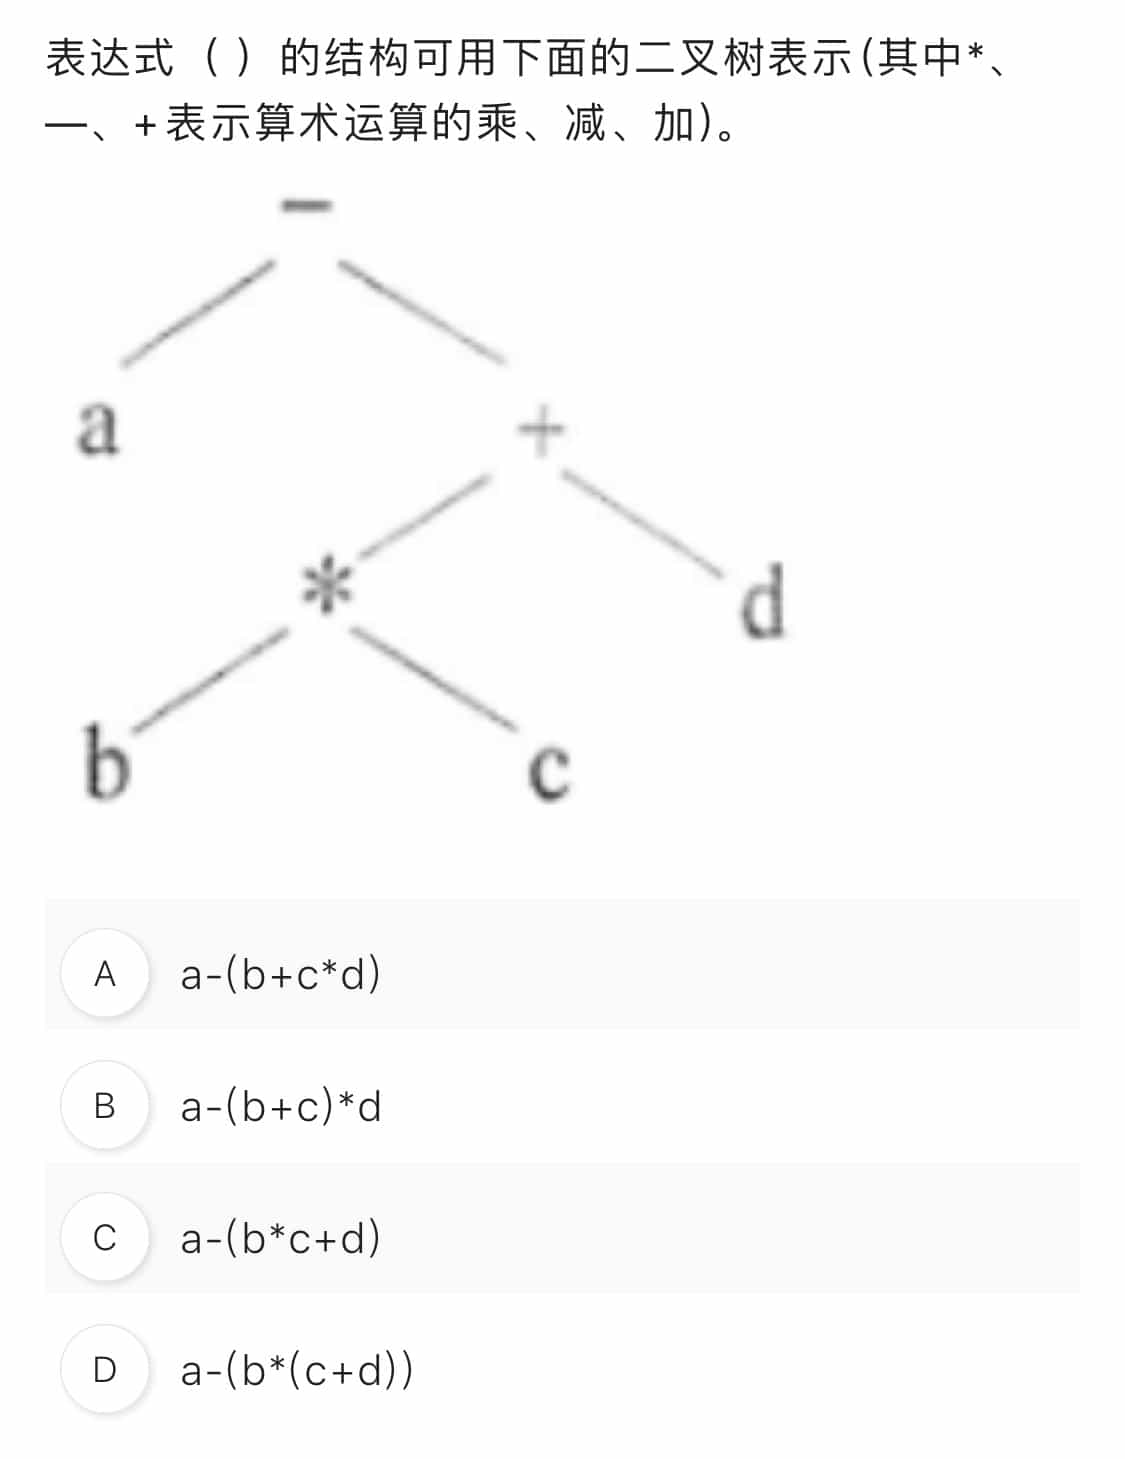 表达式（ ）的结构可用下面的二叉树表示(其中*、
一、+表示算术运算的乘、减、加)。
−
a
+
*
d
b
c
A a-(b+c*d)
B a-(b+c)*d
C a-(b*c+d)
D a-(b*(c+d))